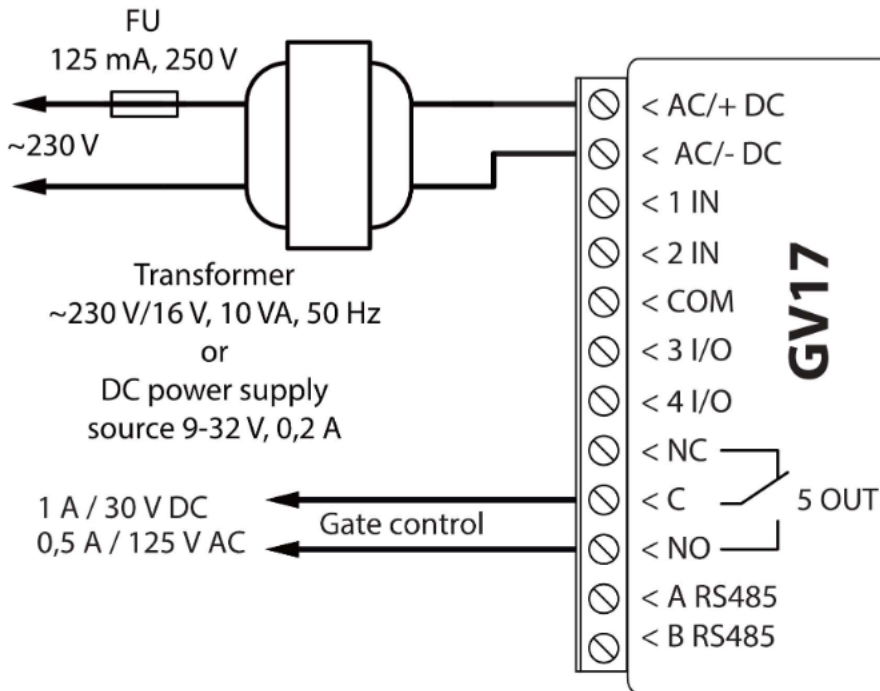 FU
125 mA, 250 V
~230 V
Transformer
~230 V/16 V, 10 VA, 50 Hz
or
DC power supply
source 9-32 V, 0,2 A
1 A / 30 V DC
0,5 A / 125 V AC
Gate control
< AC/+ DC
< AC/- DC
< 1 IN
< 2 IN
< COM
< 3 I/O
< 4 I/O
< NC
< C
< NO
< A RS485
< B RS485
5 OUT
GV17